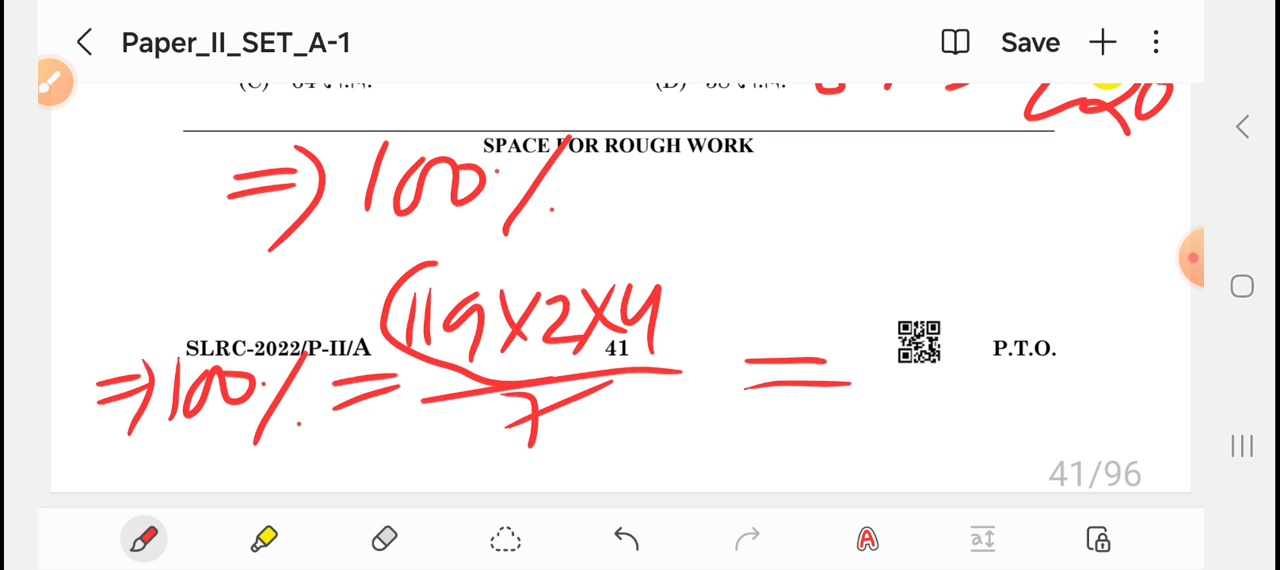 Paper_II_SET_A-1
Save
SPACE FOR ROUGH WORK
⇒ 100%
(119×2×4
SLRC-2022/P-II/A 41 P.T.O.
⇒ 100% = =
7
41/96